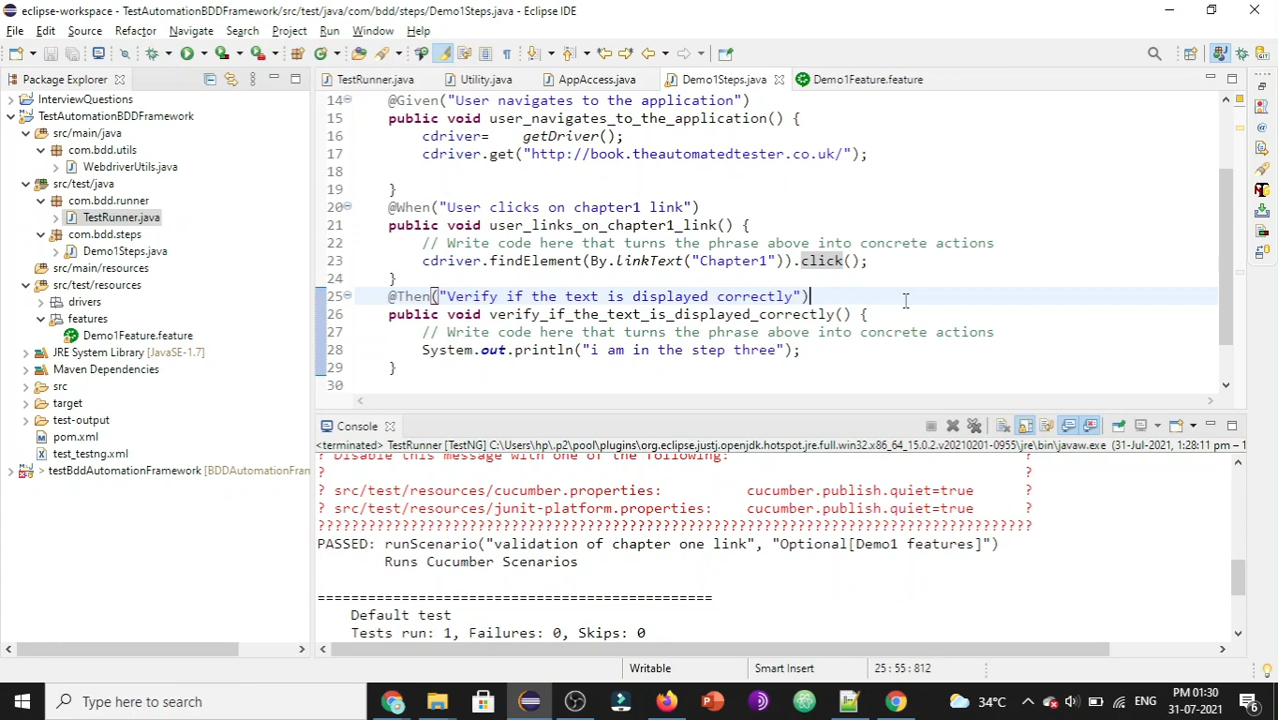 eclipse-workspace - TestAutomationBDDFramework/src/test/java/com/bdd/steps/Demo1Steps.java - Eclipse IDE
File Edit Source Refactor Navigate Search Project Run Window Help
Package Explorer
InterviewQuestions
TestAutomationBDDFramework
src/main/java
com.bdd.utils
WebdriverUtils.java
src/test/java
com.bdd.runner
TestRunner.java
com.bdd.steps
Demo1Steps.java
src/main/resources
src/test/resources
drivers
features
Demo1Feature.feature
JRE System Library [JavaSE-1.7]
Maven Dependencies
src
target
test-output
pom.xml
test_testng.xml
testBddAutomationFramework [BDDAutomationFran
TestRunner.java Utility.java AppAccess.java Demo1Steps.java Demo1Feature.feature
14 @Given("User navigates to the application")
15 public void user_navigates_to_the_application() {
16 cdriver= getDriver();
17 cdriver.get("http://book.theautomatedtester.co.uk/");
18
19 }
20 @When("User clicks on chapter1 link")
21 public void user_links_on_chapter1_link() {
22 // Write code here that turns the phrase above into concrete actions
23 cdriver.findElement(By.linkText("Chapter1")).click();
24 }
25 @Then("Verify if the text is displayed correctly")
26 public void verify_if_the_text_is_displayed_correctly() {
27 // Write code here that turns the phrase above into concrete actions
28 System.out.println("i am in the step three");
29 }
30
Console
<terminated> TestRunner [TestNG] C:\Users\hp\.p2\pool\plugins\org.eclipse.justj.openjdk.hotspot.jre.full.win32.x86_64_15.0.2.v20210201-0955\jre\bin\javaw.exe (31-Jul-2021, 1:28:11 pm – 1
? Disable this message with one of the following: ?
? ?
? src/test/resources/cucumber.properties: cucumber.publish.quiet=true ?
? src/test/resources/junit-platform.properties: cucumber.publish.quiet=true ?
???????????????????????????????????????????????????????????????????????????????
PASSED: runScenario("validation of chapter one link", "Optional[Demo1 features]")
Runs Cucumber Scenarios
===============================================
Default test
Tests run: 1, Failures: 0, Skips: 0
Writable Smart Insert 25 : 55 : 812
Type here to search
34°C ENG PM 01:30
31-07-2021
6